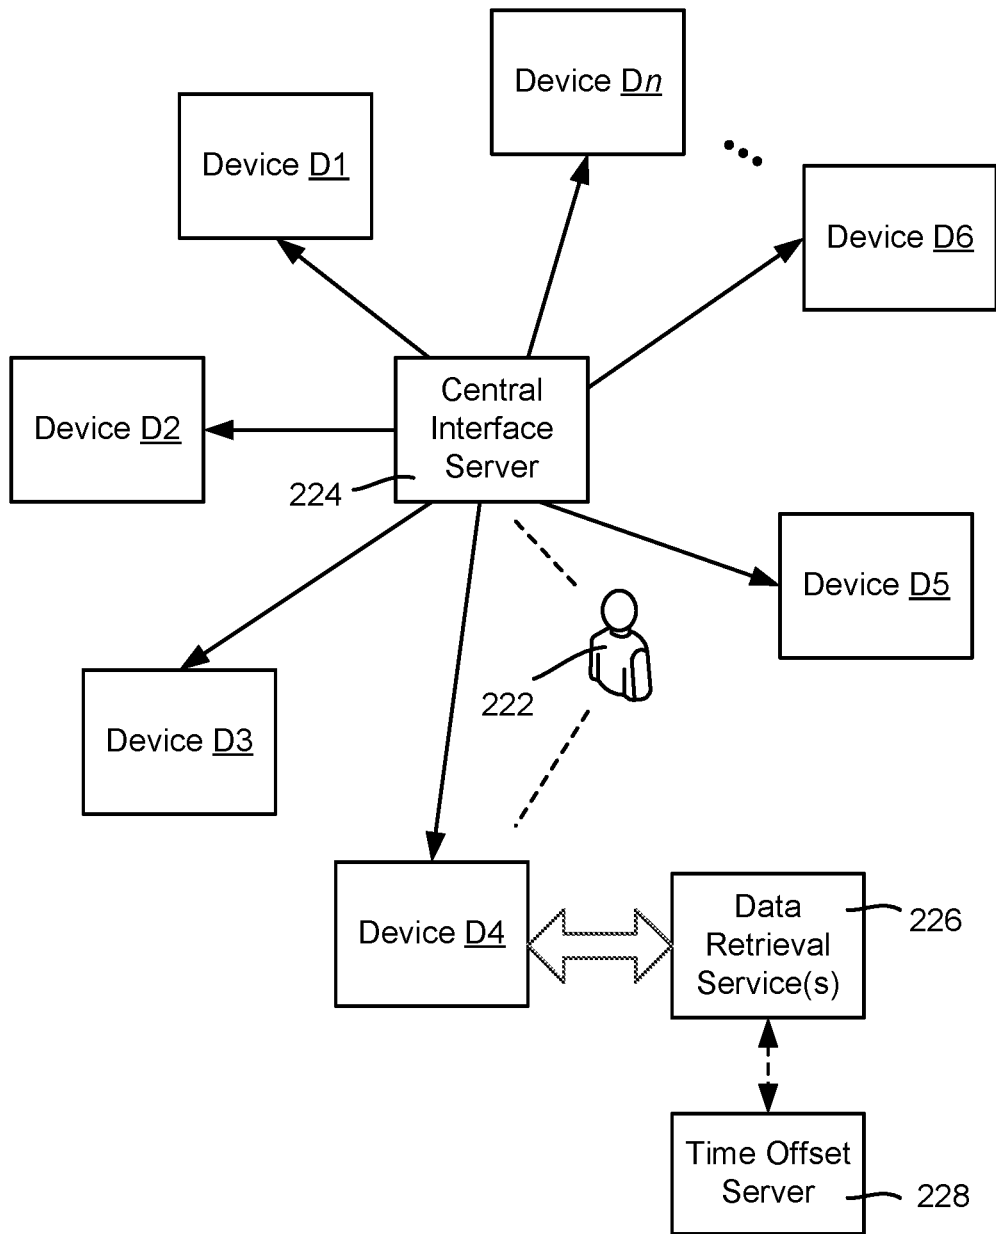 Device Dn
Device D1
Device D6
Central
Interface
Server
Device D2
224
Device D5
222
Device D3
Device D4
Data
Retrieval
Service(s)
226
Time Offset
Server
228